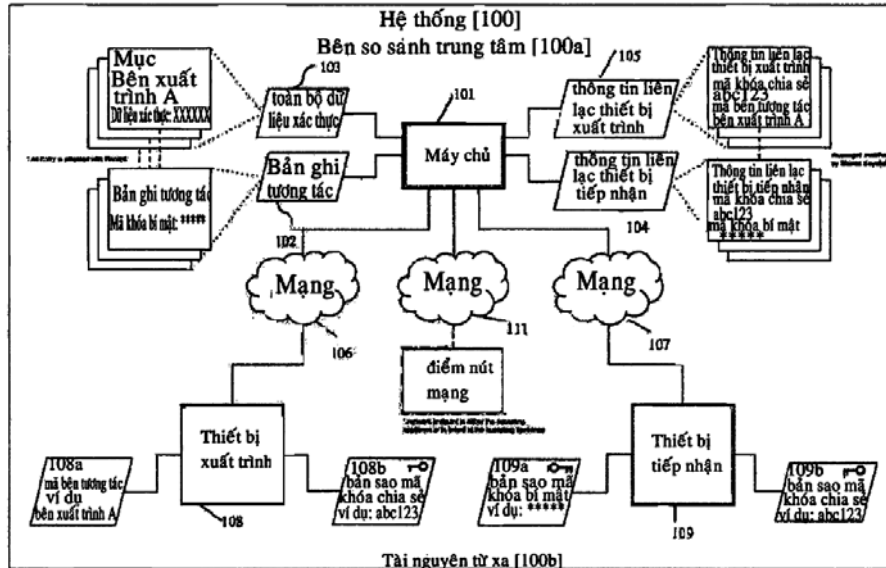 Hệ thống [100]
Bên so sánh trung tâm [100a]
Mục
Bên xuất
trình A
Dữ liệu xác thực: XXXXXX
103
toàn bộ dữ
liệu xác thực
101
Máy chủ
105
thông tin liên
lạc thiết bị
xuất trình
Thông tin liên lạc
thiết bị xuất trình
mã khóa chia sẻ
abc123
mã bên tương tác
bên xuất trình A
Bản ghi tương tác
Mã khóa bí mật: *****
Bản ghi
tương tác
102
thông tin liên
lạc thiết bị
tiếp nhận
104
Thông tin liên lạc
thiết bị tiếp nhận
mã khóa chia sẻ
abc123
mã khóa bí mật
*****
Mạng
106
Mạng
111
Mạng
107
điểm nút
mạng
Thiết bị
xuất trình
108
Thiết bị
tiếp nhận
109
108a
mã bên tương tác
ví dụ
bên xuất trình A
108b
bản sao mã
khóa chia sẻ
ví dụ: abc123
109a
bản sao mã
khóa bí mật
ví dụ: *****
109b
bản sao mã
khóa chia sẻ
ví dụ: abc123
Tài nguyên từ xa [100b]